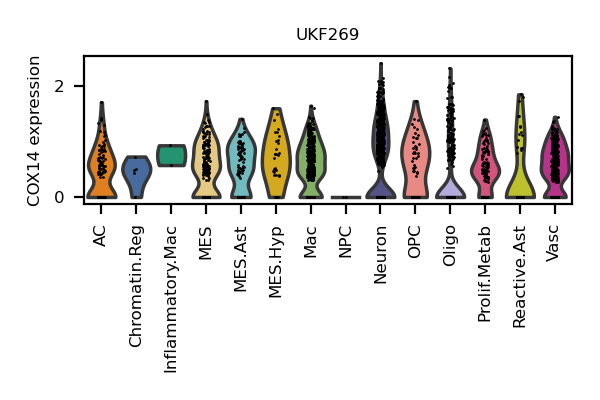 UKF269
COX14 expression
2
0
AC
Chromatin.Reg
Inflammatory.Mac
MES
MES.Ast
MES.Hyp
Mac
NPC
Neuron
OPC
Oligo
Prolif.Metab
Reactive.Ast
Vasc